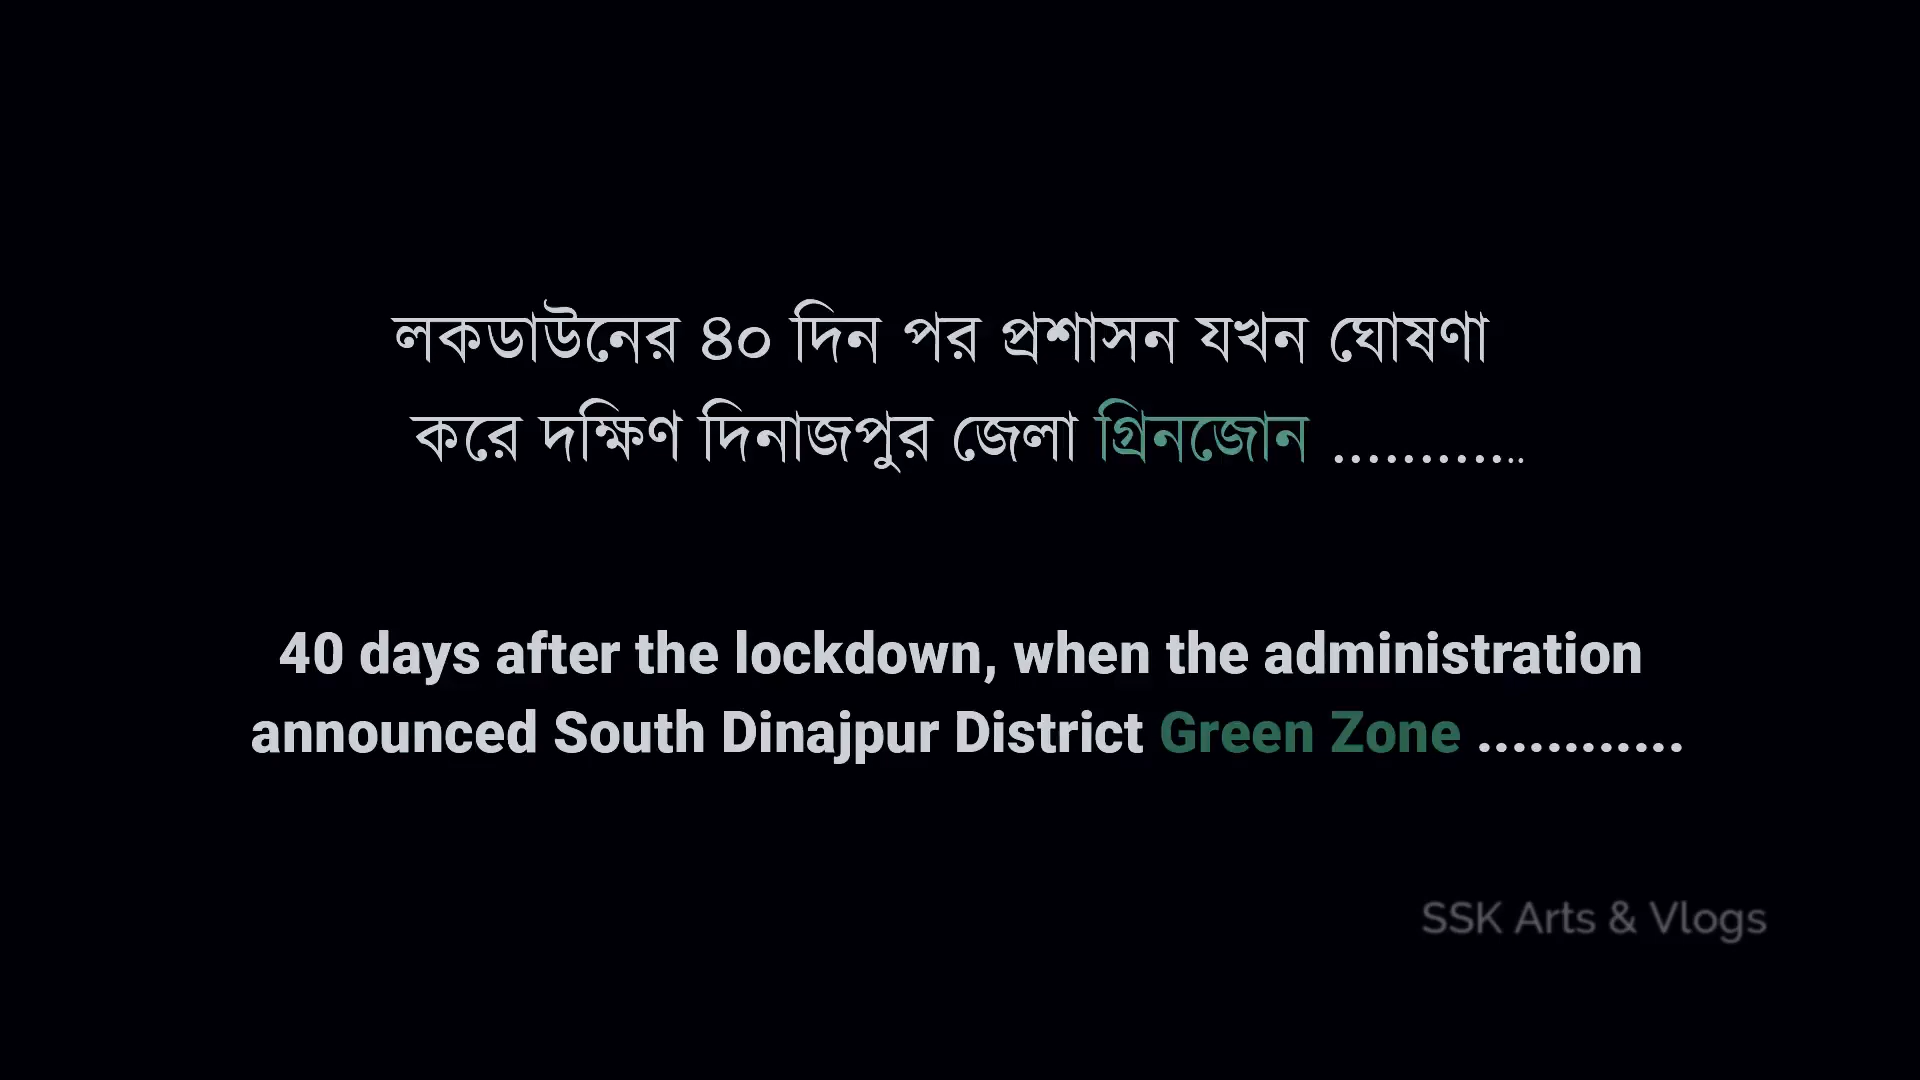 লকডাউনের ৪০ দিন পর প্রশাসন যখন ঘোষণা
করে দক্ষিণ দিনাজপুর জেলা গ্রিনজোন ............
40 days after the lockdown, when the administration
announced South Dinajpur District Green Zone ............
SSK Arts & Vlogs